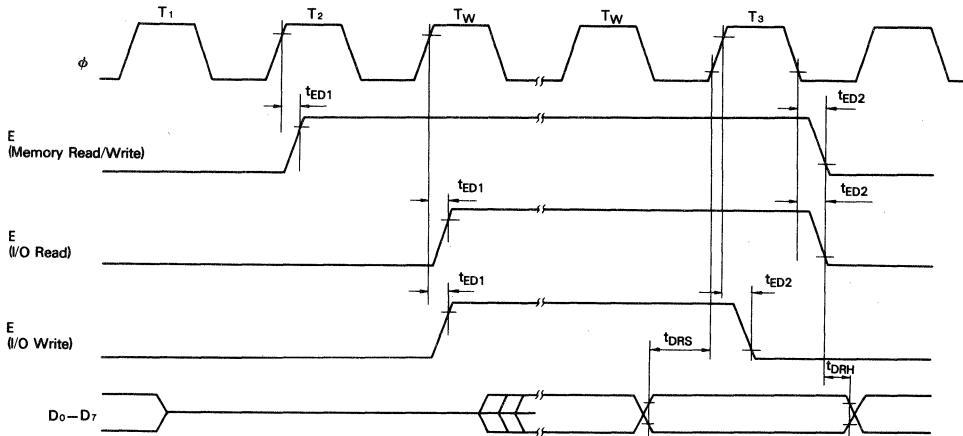 T1 T2 TW TW T3
φ
tED1 tED2
E
(Memory Read/Write)
tED1 tED2
E
(I/O Read)
tED1 tED2
E
(I/O Write)
tDRS
tDRH
D0—D7